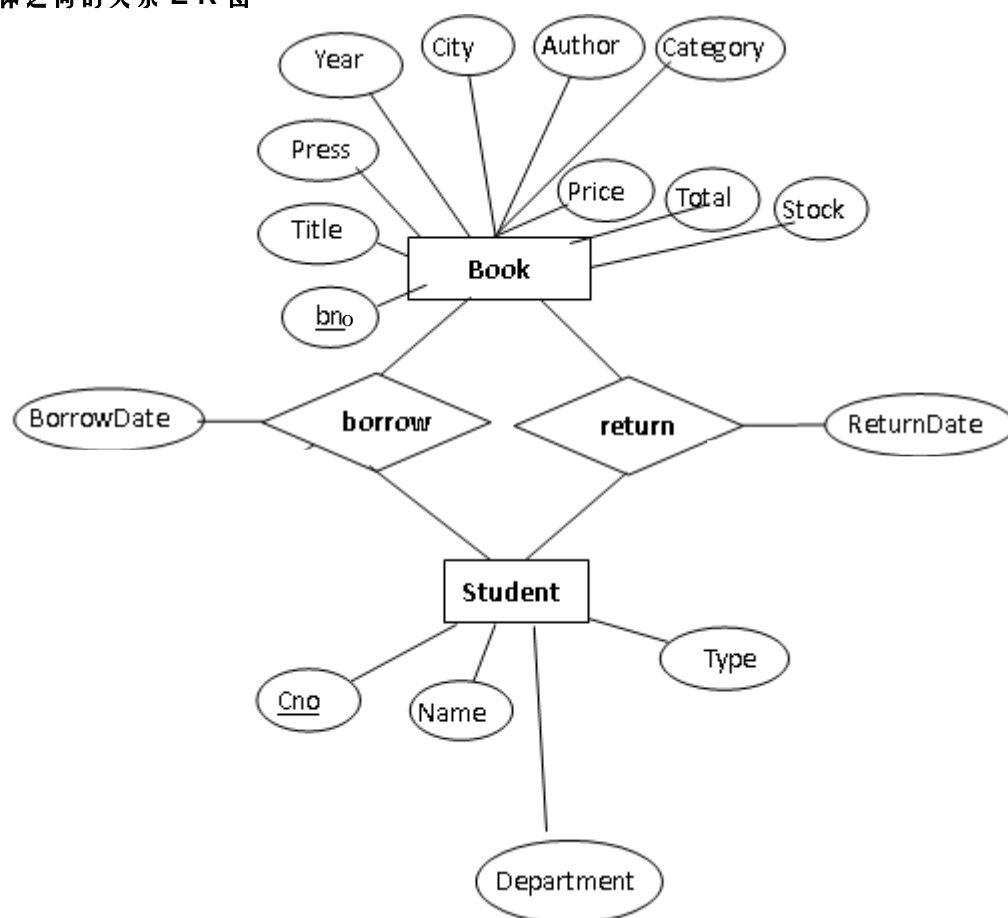 之间的关系 E-R 图
Year
City
Author
Category
Press
Price
Total
Stock
Title
Book
bno
BorrowDate
borrow
return
ReturnDate
Student
Type
Cno
Name
Department